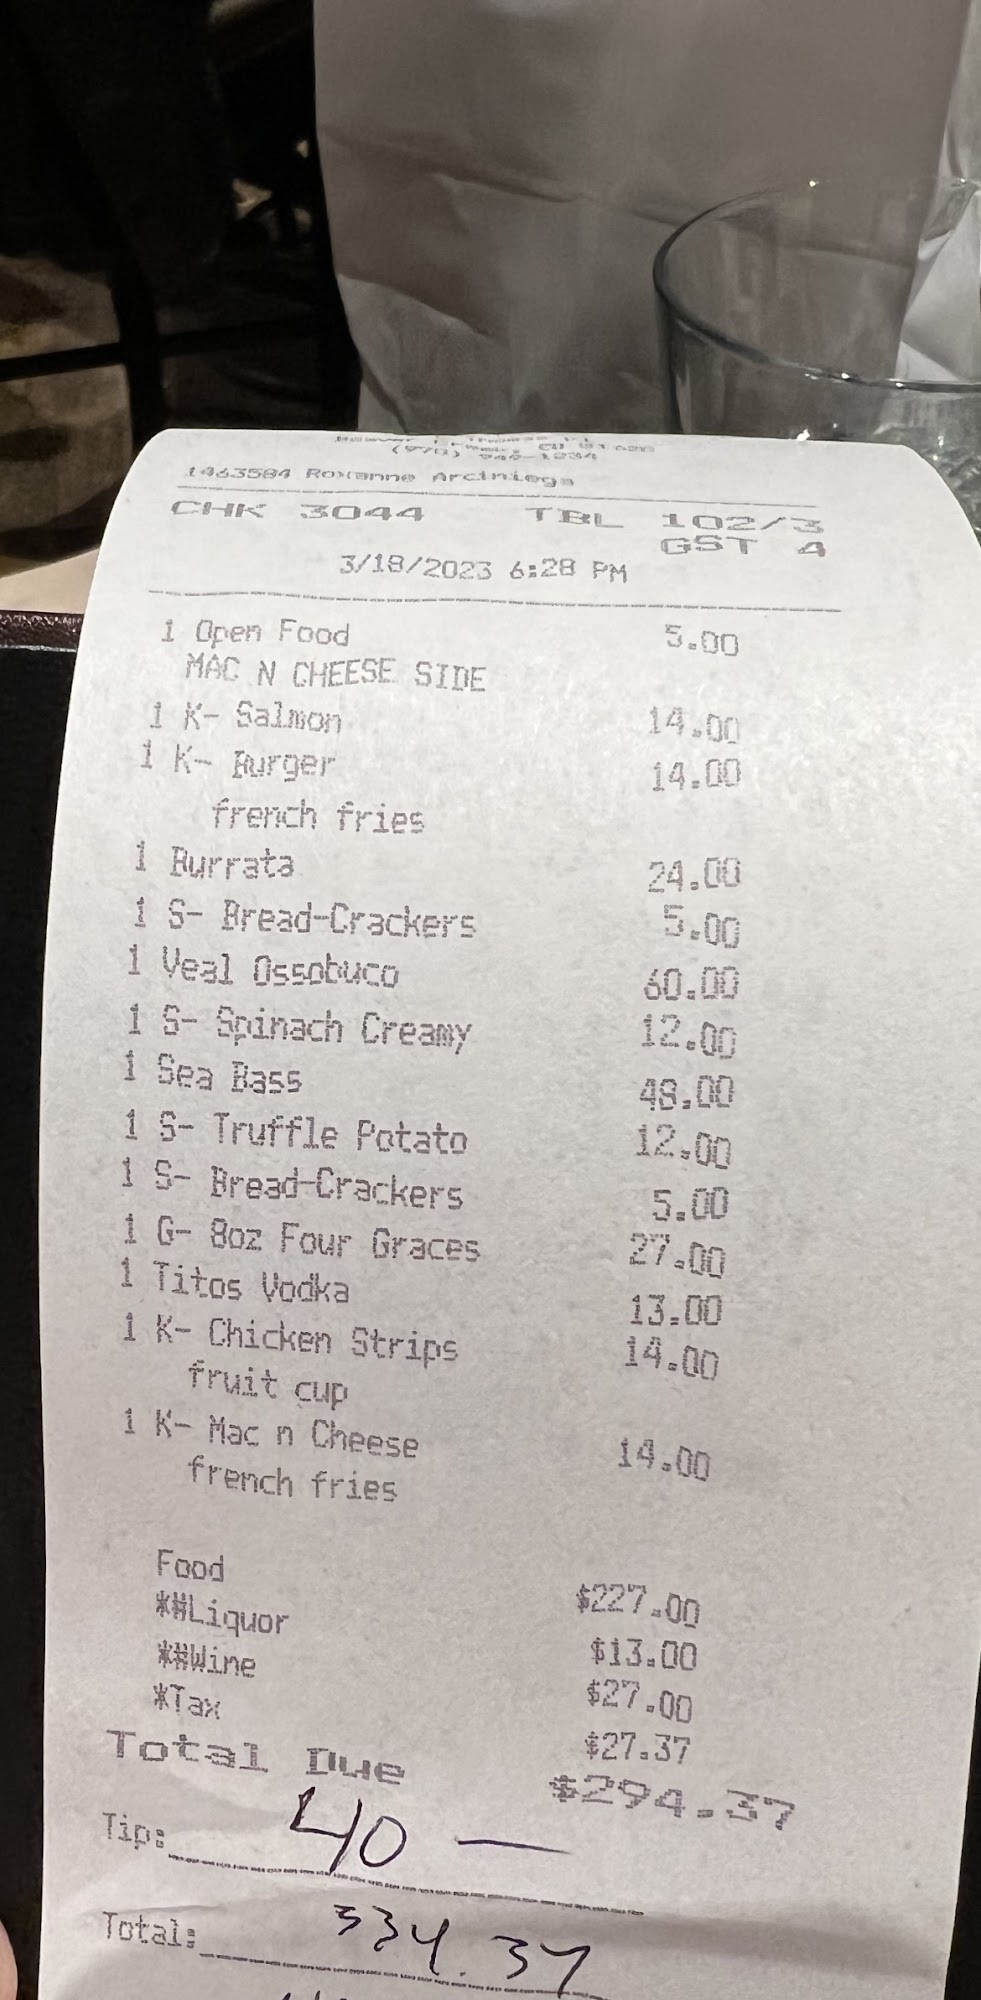 (970) 949-1234
1463584 Roxanne Arciniega
CHK 3044 TBL 102/3
GST 4
3/18/2023 6:28 PM
1 Open Food 5.00
MAC N CHEESE SIDE
1 K- Salmon 14.00
1 K- Burger 14.00
french fries
1 Burrata 24.00
1 S- Bread-Crackers 5.00
1 Veal Ossobuco 60.00
1 S- Spinach Creamy 12.00
1 Sea Bass 48.00
1 S- Truffle Potato 12.00
1 S- Bread-Crackers 5.00
1 G- 8oz Four Graces 27.00
1 Titos Vodka 13.00
1 K- Chicken Strips 14.00
fruit cup
1 K- Mac n Cheese 14.00
french fries
Food $227.00
*#Liquor $13.00
*#Wine $27.00
*Tax $27.37
Total Due $294.37
Tip: 40 —
Total: 334.37